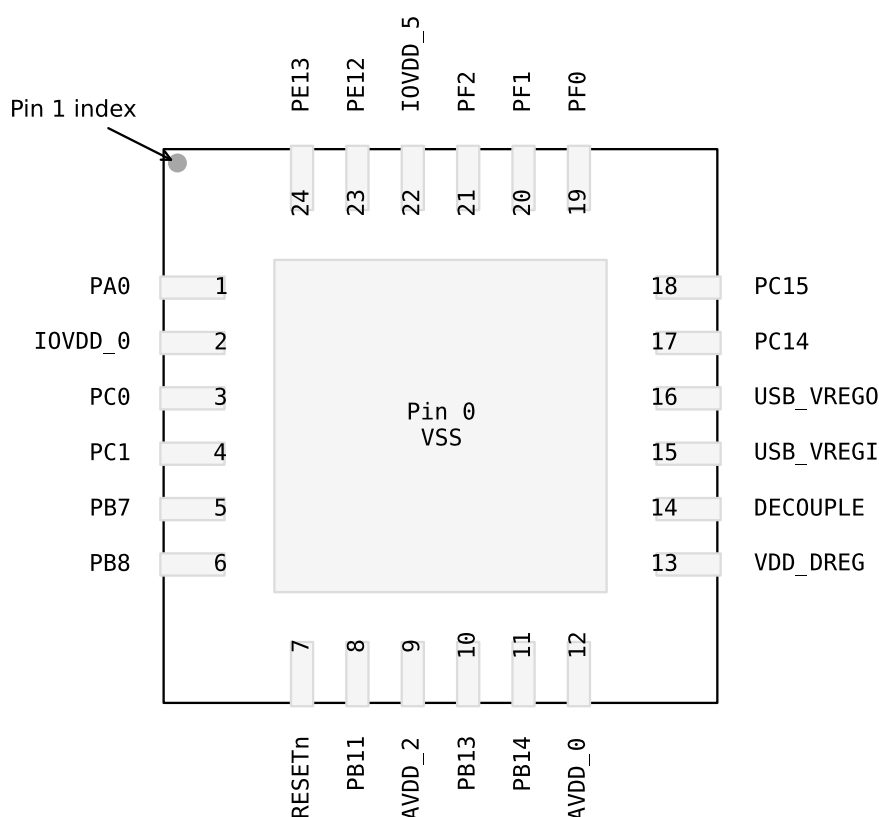 PE13
PE12
IOVDD_5
PF2
PF1
PF0
Pin 1 index
24
23
22
21
20
19
PA0 1
IOVDD_0 2
PC0 3
PC1 4
PB7 5
PB8 6
18 PC15
17 PC14
16 USB_VREGO
15 USB_VREGI
14 DECOUPLE
13 VDD_DREG
Pin 0
VSS
7
8
9
10
11
12
RESETn
PB11
AVDD_2
PB13
PB14
AVDD_0